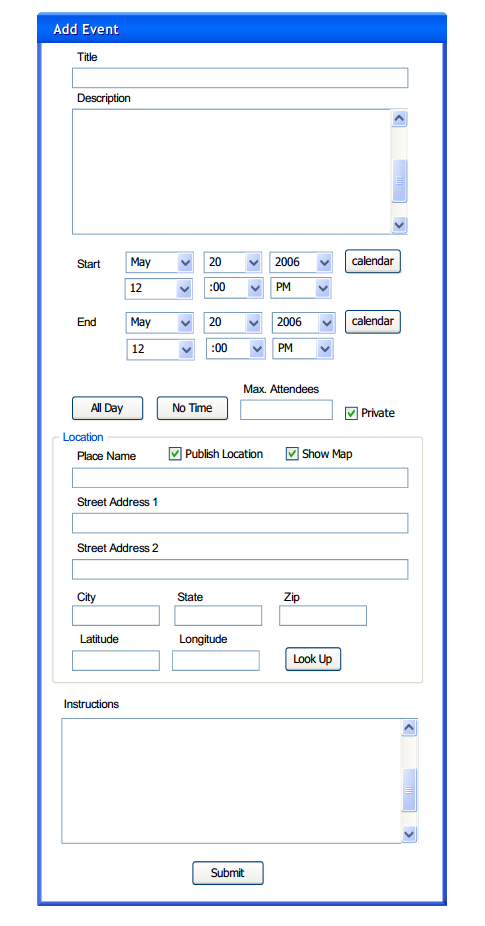 Add Event
Title
Description
Start May 20 2006 calendar
12 :00 PM
End May 20 2006 calendar
12 :00 PM
Max. Attendees
All Day No Time Private
Location
Place Name Publish Location Show Map
Street Address 1
Street Address 2
City State Zip
Latitude Longitude
Look Up
Instructions
Submit